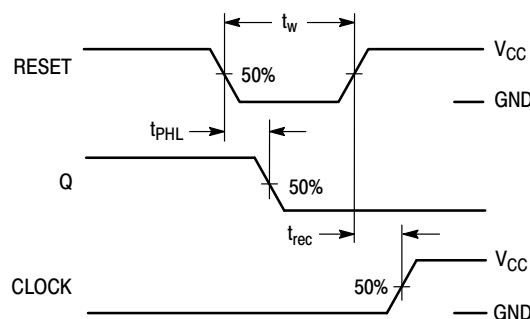 t_w
V_CC
RESET
50%
GND
t_PHL
Q
50%
t_rec
V_CC
CLOCK
50%
GND